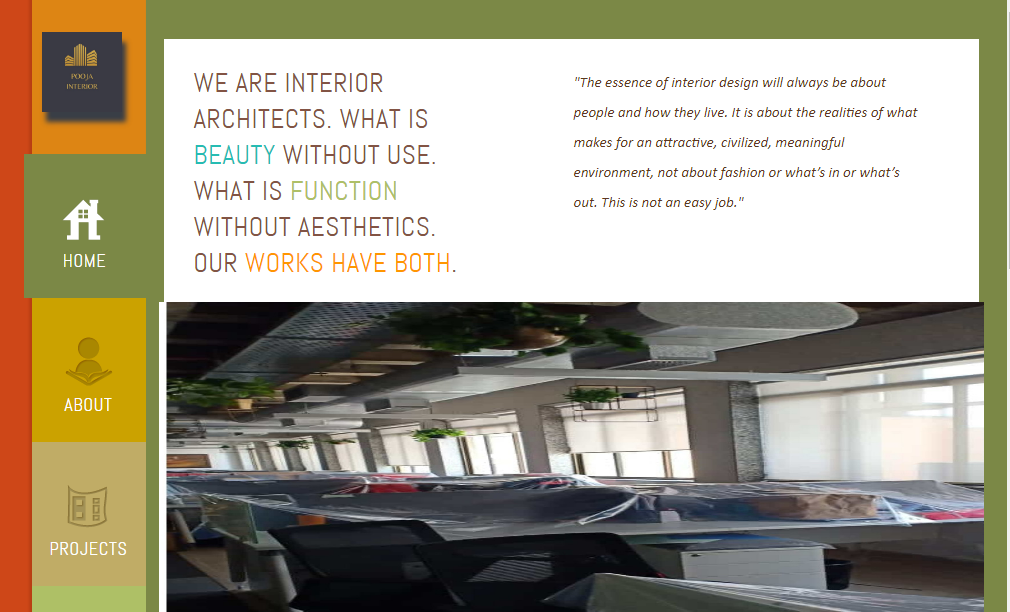 POOJA
INTERIOR
HOME
ABOUT
PROJECTS
WE ARE INTERIOR
ARCHITECTS. WHAT IS
BEAUTY WITHOUT USE.
WHAT IS FUNCTION
WITHOUT AESTHETICS.
OUR WORKS HAVE BOTH.
"The essence of interior design will always be about
people and how they live. It is about the realities of what
makes for an attractive, civilized, meaningful
environment, not about fashion or what’s in or what’s
out. This is not an easy job."